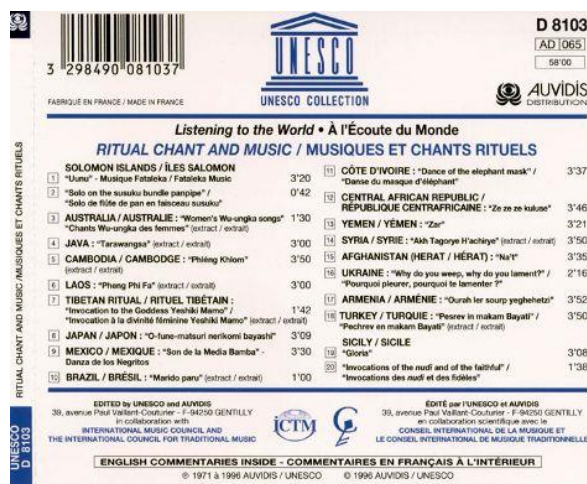 UNESCO
UNESCO COLLECTION
D 8103
AD 065
58'00
AUVIDIS
DISTRIBUTION
3 298490 081037
FABRIQUÉ EN FRANCE / MADE IN FRANCE
Listening to the World • À l'Écoute du Monde
RITUAL CHANT AND MUSIC / MUSIQUES ET CHANTS RITUELS
SOLOMON ISLANDS / ÎLES SALOMON
1 "Uunu" - Musique Fataleka / Fataleka Music 3'20
2 "Solo on the susuku bundle panpipe" / 0'42
"Solo de flûte de pan en faisceau susuku"
3 AUSTRALIA / AUSTRALIE : "Women's Wu-ungka songs" 1'30
"Chants Wu-ungka des femmes" (extract / extrait)
4 JAVA : "Tarawangsa" (extract / extrait) 3'00
5 CAMBODIA / CAMBODGE : "Phléng Khlom" 3'50
(extract / extrait)
6 LAOS : "Pheng Phi Fa" (extract / extrait) 3'00
7 TIBETAN RITUAL / RITUEL TIBÉTAIN :
"Invocation to the Goddess Yeshiki Mamo" / 1'42
"Invocation à la divinité féminine Yeshiki Mamo" (extract / extrait)
8 JAPAN / JAPON : "O-fune-matsuri nerikomi bayashi" 3'09
9 MEXICO / MEXIQUE : "Son de la Media Bamba" - 3'30
Danza de los Negritos
10 BRAZIL / BRÉSIL : "Marido paru" (extract / extrait) 1'00
11 CÔTE D'IVOIRE : "Dance of the elephant mask" / 3'37
"Danse du masque d'éléphant"
12 CENTRAL AFRICAN REPUBLIC /
RÉPUBLIQUE CENTRAFRICAINE : "Ze ze ze kuluse" 3'46
13 YEMEN / YÉMEN : "Zar" 3'21
14 SYRIA / SYRIE : "Akh Tagorye H'achire" (extract / extrait) 3'50
15 AFGHANISTAN (HERAT / HÉRAT) : "Na't" 3'35
16 UKRAINE : "Why do you weep, why do you lament?" / 2'16
"Pourquoi pleurer, pourquoi te lamenter ?"
17 ARMENIA / ARMÉNIE : "Ourah ler sourp yeghehetzi" 3'52
18 TURKEY / TURQUIE : "Pesrev in makam Bayati" / 3'50
"Pechrev en makam Bayati" (extract / extrait)
SICILY / SICILE
19 "Gloria" 3'08
20 "Invocations of the nudi and of the faithful" / 1'38
"Invocations des nudi et des fidèles"
EDITED BY UNESCO and AUVIDIS
39, avenue Paul Vaillant-Couturier - F-94250 GENTILLY
in collaboration with
INTERNATIONAL MUSIC COUNCIL AND
THE INTERNATIONAL COUNCIL FOR TRADITIONAL MUSIC
ICTM
ÉDITÉ par l'UNESCO et AUVIDIS
39, avenue Paul Vaillant-Couturier - F-94250 GENTILLY
en collaboration scientifique avec le
CONSEIL INTERNATIONAL DE LA MUSIQUE ET
LE CONSEIL INTERNATIONAL DE MUSIQUE TRADITIONNELLE
ENGLISH COMMENTARIES INSIDE - COMMENTAIRES EN FRANÇAIS À L'INTÉRIEUR
℗ 1971 à 1996 AUVIDIS / UNESCO © 1996 AUVIDIS / UNESCO
RITUAL CHANT AND MUSIC / MUSIQUES ET CHANTS RITUELS
UNESCO
D 8103